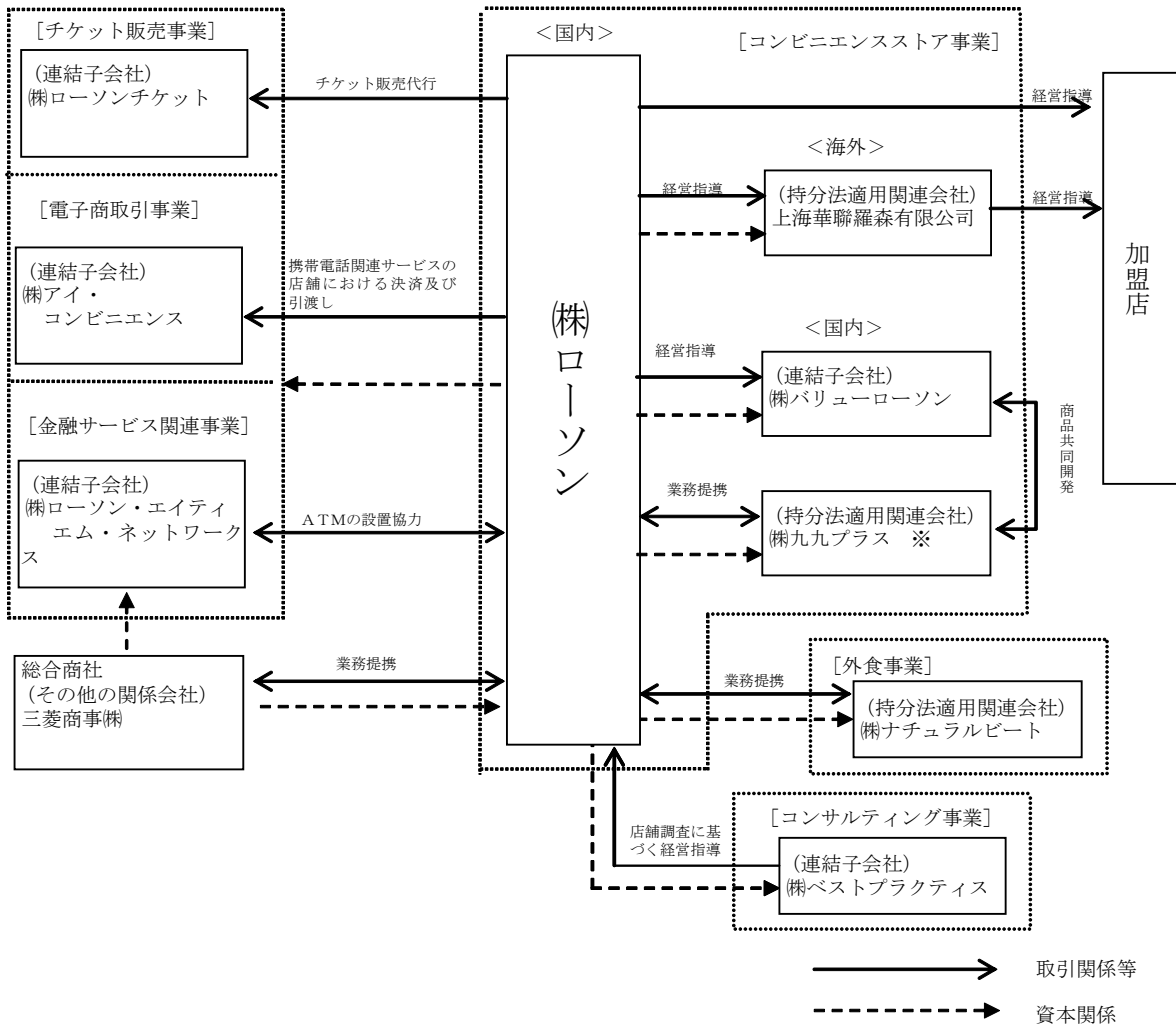 [チケット販売事業]
(連結子会社)
㈱ローソンチケット
チケット販売代行
[電子商取引事業]
(連結子会社)
㈱アイ・
コンビニエンス
携帯電話関連サービスの
店舗における決済及び
引渡し
[金融サービス関連事業]
(連結子会社)
㈱ローソン・エイティ
エム・ネットワーク
ス
ATMの設置協力
総合商社
(その他の関係会社)
三菱商事㈱
業務提携
<国内>
㈱ローソン
[コンビニエンスストア事業]
経営指導
<海外>
経営指導
(持分法適用関連会社)
上海華聯羅森有限公司
経営指導
加盟店
<国内>
経営指導
(連結子会社)
㈱バリューローソン
商品共同開発
業務提携
(持分法適用関連会社)
㈱九九プラス ※
[外食事業]
業務提携
(持分法適用関連会社)
㈱ナチュラルビート
[コンサルティング事業]
店舗調査に基
づく経営指導
(連結子会社)
㈱ベストプラクティス
取引関係等
資本関係